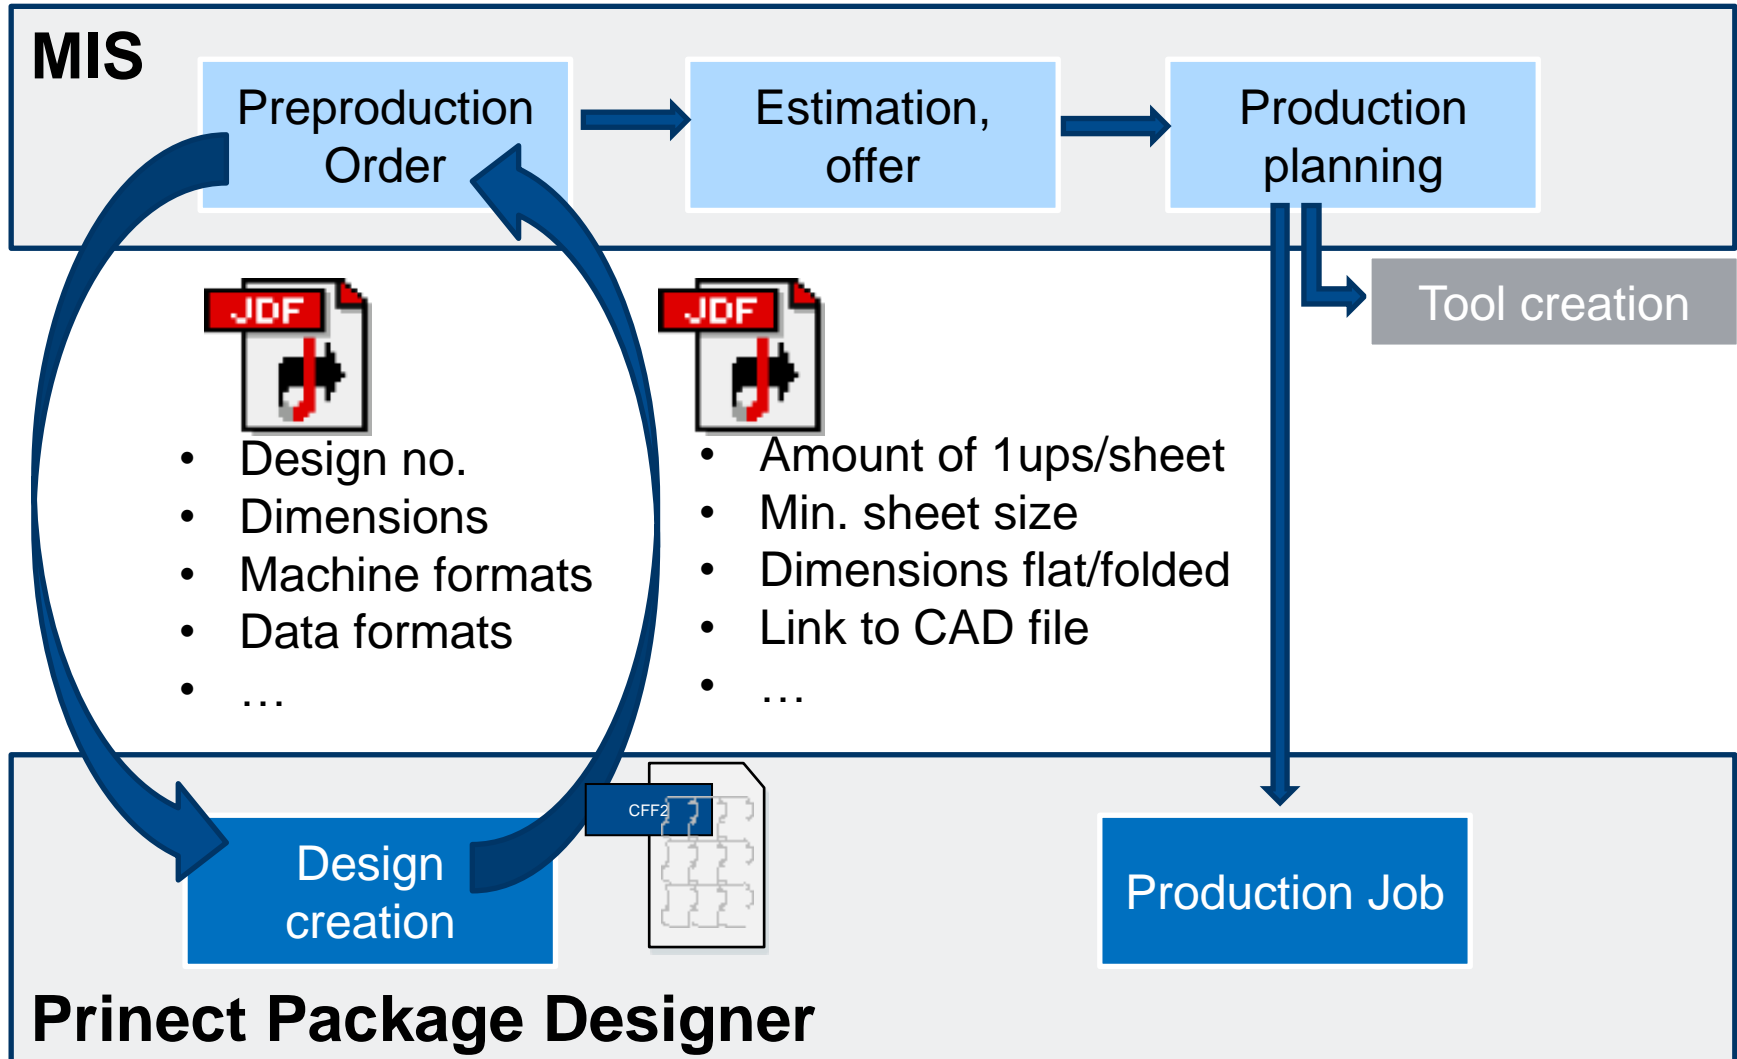 MIS
Preproduction
Order
Estimation,
offer
Production
planning
Tool creation
JDF
• Design no.
• Dimensions
• Machine formats
• Data formats
• …
JDF
• Amount of 1ups/sheet
• Min. sheet size
• Dimensions flat/folded
• Link to CAD file
• …
CFF2
Design
creation
Production Job
Prinect Package Designer